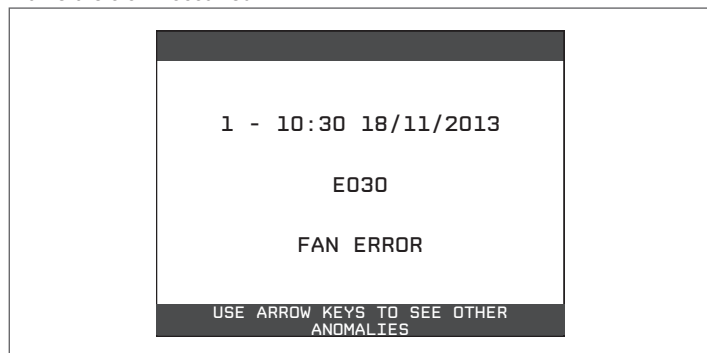 1 - 10:30 18/11/2013
E030
FAN ERROR
USE ARROW KEYS TO SEE OTHER
ANOMALIES